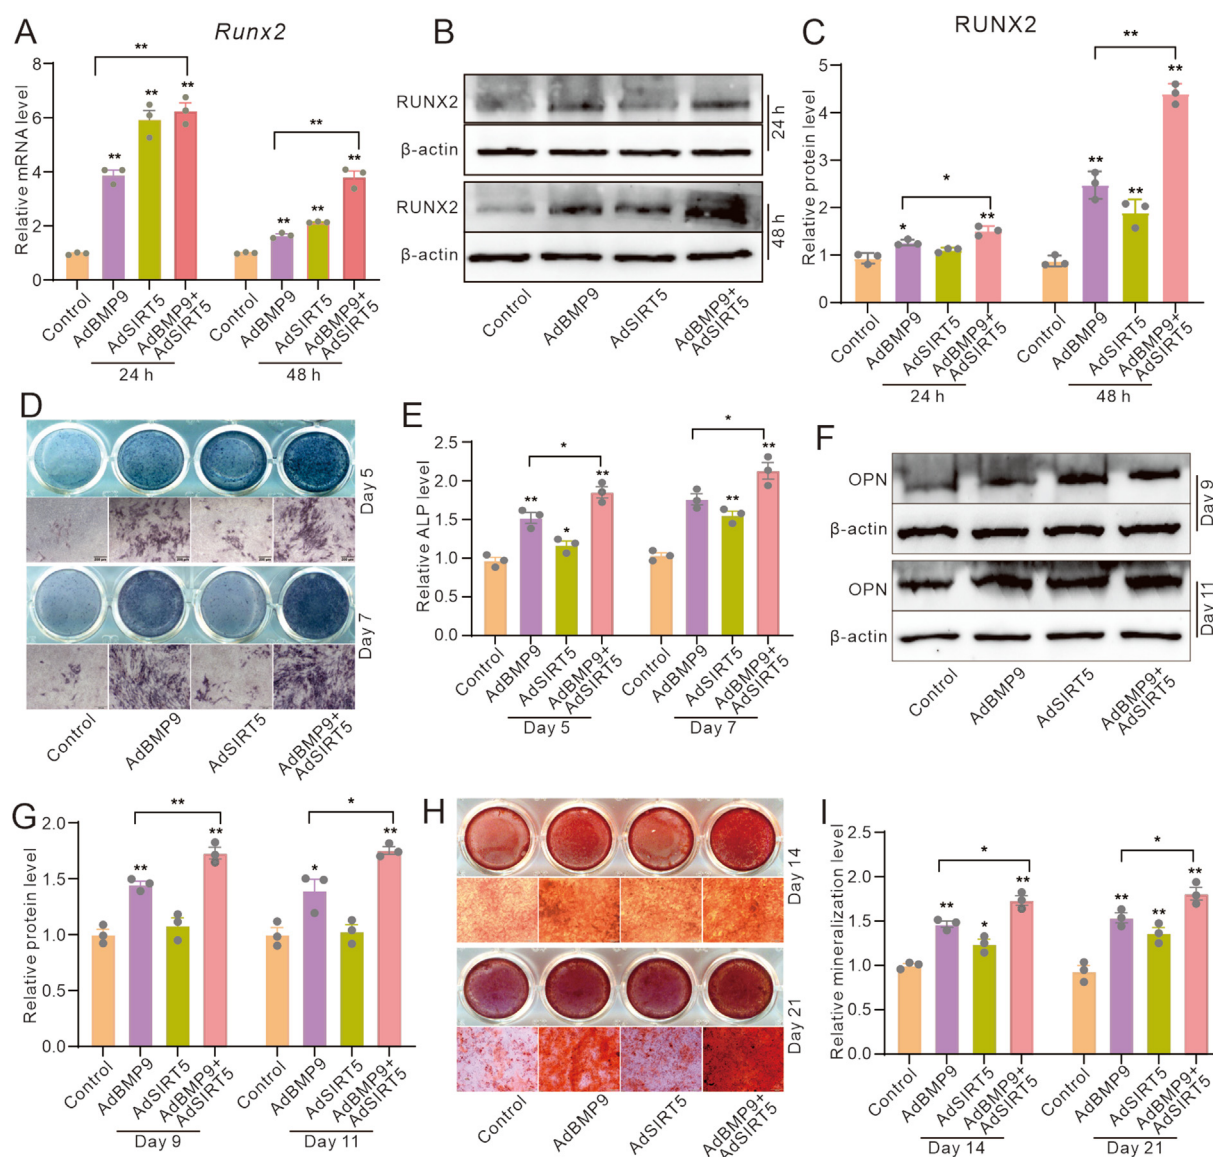 A
Runx2
Relative mRNA level
8
6
4
2
0
**
**
**
**
**
**
**
**
Control
AdBMP9
AdSIRT5
AdBMP9+
AdSIRT5
Control
AdBMP9
AdSIRT5
AdBMP9+
AdSIRT5
24 h
48 h
B
RUNX2
β-actin
24 h
RUNX2
β-actin
48 h
Control
AdBMP9
AdSIRT5
AdBMP9+
AdSIRT5
C
RUNX2
Relative protein level
5
4
3
2
1
0
*
*
**
**
**
**
**
Control
AdBMP9
AdSIRT5
AdBMP9+
AdSIRT5
Control
AdBMP9
AdSIRT5
AdBMP9+
AdSIRT5
24 h
48 h
D
Day 5
Day 7
Control
AdBMP9
AdSIRT5
AdBMP9+
AdSIRT5
E
Relative ALP level
2.5
2.0
1.5
1.0
0.5
0.0
*
**
*
**
*
**
**
Control
AdBMP9
AdSIRT5
AdBMP9+
AdSIRT5
Control
AdBMP9
AdSIRT5
AdBMP9+
AdSIRT5
Day 5
Day 7
F
OPN
β-actin
Day 9
OPN
β-actin
Day 11
Control
AdBMP9
AdSIRT5
AdBMP9+
AdSIRT5
G
Relative protein level
2.0
1.5
1.0
0.5
0.0
**
**
**
*
*
**
Control
AdBMP9
AdSIRT5
AdBMP9+
AdSIRT5
Control
AdBMP9
AdSIRT5
AdBMP9+
AdSIRT5
Day 9
Day 11
H
Day 14
Day 21
Control
AdBMP9
AdSIRT5
AdBMP9+
AdSIRT5
I
Relative mineralization level
2.5
2.0
1.5
1.0
0.5
0.0
*
**
*
**
*
**
**
**
Control
AdBMP9
AdSIRT5
AdBMP9+
AdSIRT5
Control
AdBMP9
AdSIRT5
AdBMP9+
AdSIRT5
Day 14
Day 21